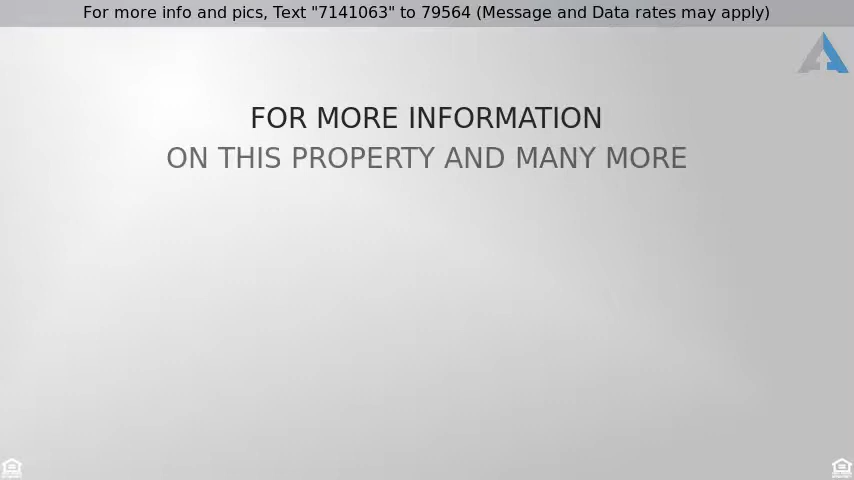 For more info and pics, Text "7141063" to 79564 (Message and Data rates may apply)
FOR MORE INFORMATION
ON THIS PROPERTY AND MANY MORE